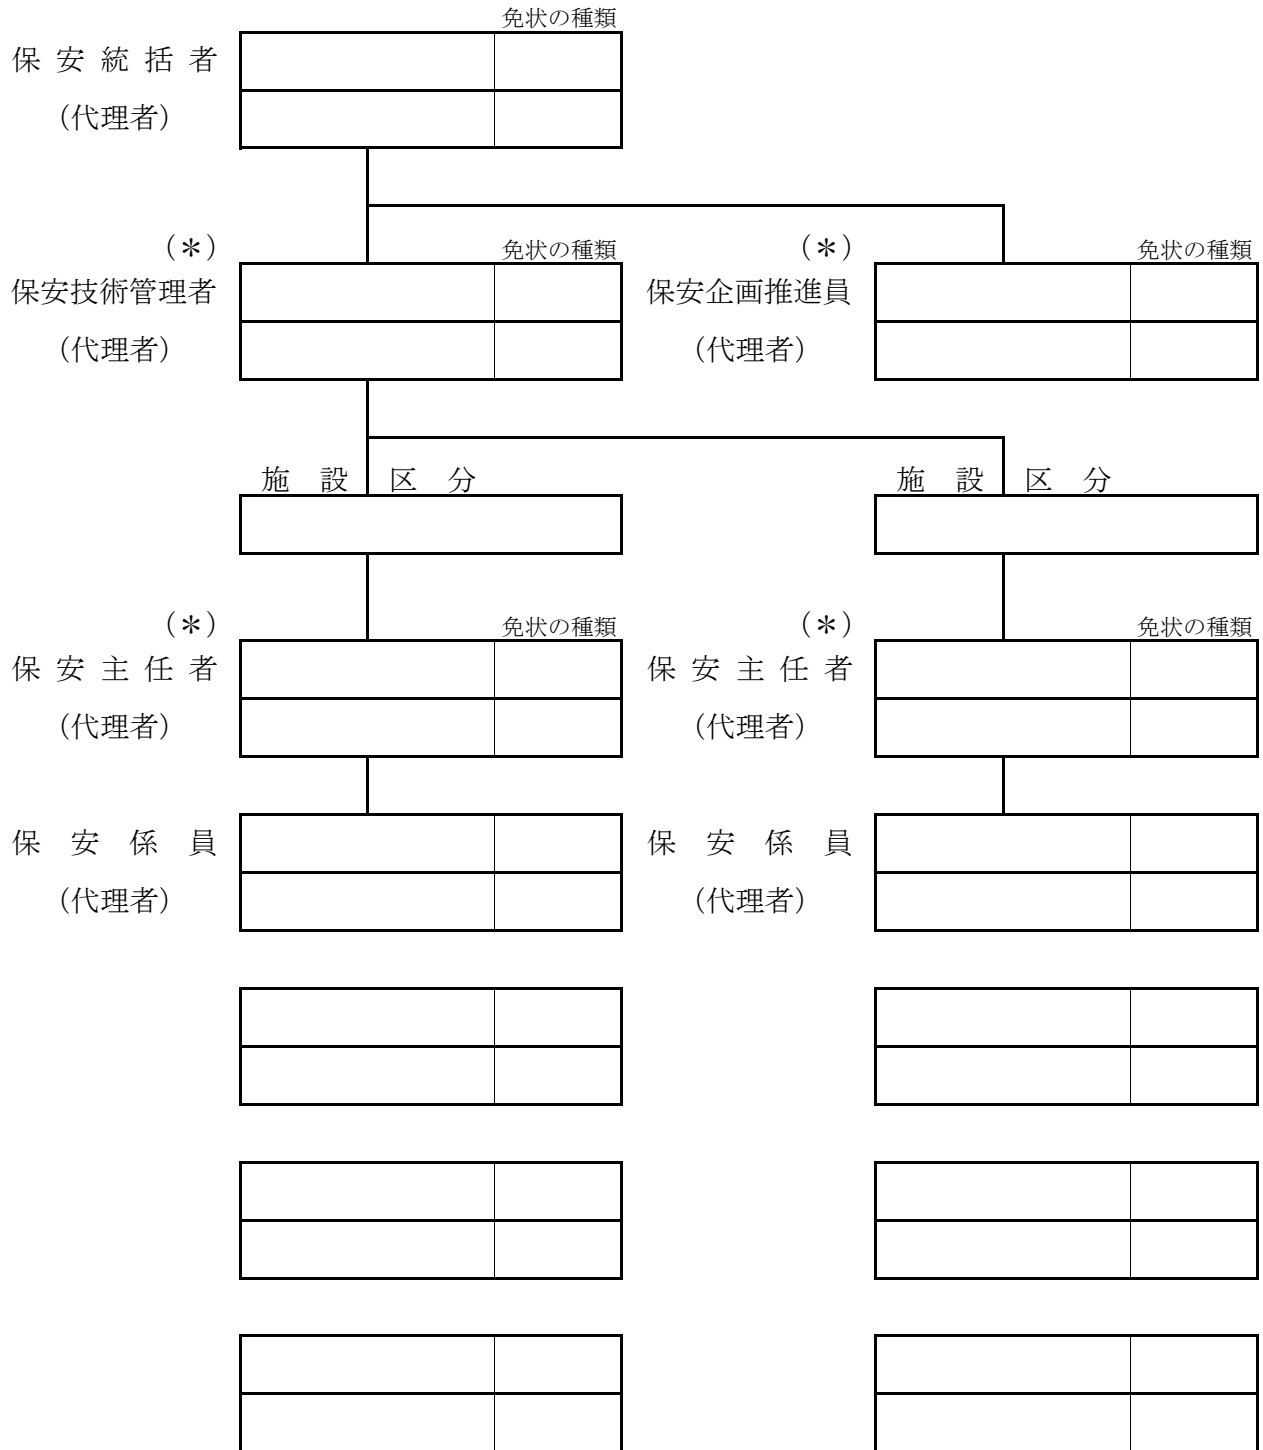 免状の種類
保安統括者
（代理者）
（＊） 免状の種類 （＊） 免状の種類
保安技術管理者 保安企画推進員
（代理者） （代理者）
施設区分 施設区分
（＊） 免状の種類 （＊） 免状の種類
保安主任者 保安主任者
（代理者） （代理者）
保安係員 保安係員
（代理者） （代理者）